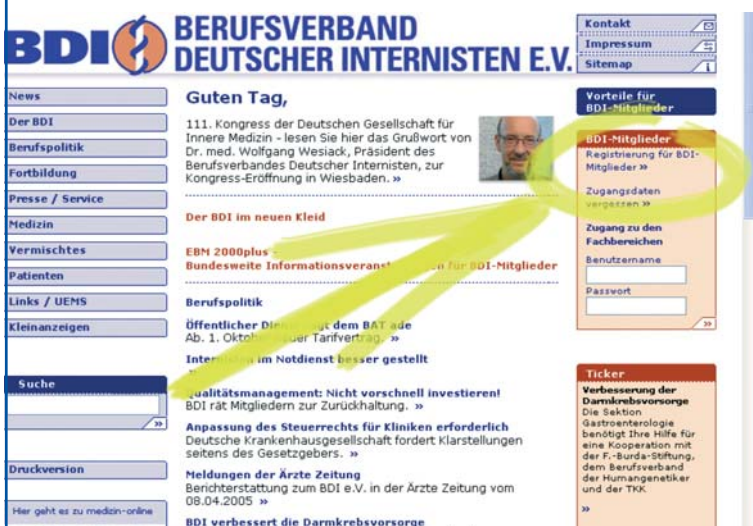 BDI BERUFSVERBAND
DEUTSCHER INTERNISTEN E.V.
Kontakt
Impressum
Sitemap
News
Der BDI
Berufspolitik
Fortbildung
Presse / Service
Medizin
Vermischtes
Patienten
Links / UEMS
Kleinanzeigen
Suche
»
Druckversion
Hier geht es zu medizin-online
Guten Tag,
111. Kongress der Deutschen Gesellschaft für
Innere Medizin - lesen Sie hier das Grußwort von
Dr. med. Wolfgang Wesiack, Präsident des
Berufsverbandes Deutscher Internisten, zur
Kongress-Eröffnung in Wiesbaden. »
Der BDI im neuen Kleid
EBM 2000plus -
Bundesweite für BDI-Mitglieder
Berufspolitik
Öffentlicher dem BAT ade
Ab. 1. Tarifvertrag. »
im Notdienst besser gestellt
»
Qualitätsmanagement: Nicht vorschnell investieren!
BDI rät Mitgliedern zur Zurückhaltung. »
Anpassung des Steuerrechts für Kliniken erforderlich
Deutsche Krankenhausgesellschaft fordert Klarstellungen
seitens des Gesetzgebers. »
Meldungen der Ärzte Zeitung
Berichterstattung zum BDI e.V. in der Ärzte Zeitung vom
08.04.2005 »
BDI verbessert die Darmkrebsvorsorge
Vorteile für
BDI-Mitglieder
BDI-Mitglieder
Registrierung für BDI-
Mitglieder »
Zugangsdaten
vergessen »
Zugang zu den
Fachbereichen
Benutzername
Passwort
»
Ticker
Verbesserung der
Darmkrebsvorsorge
Die Sektion
Gastroenterologie
benötigt Ihre Hilfe für
eine Kooperation mit
der F.-Burda-Stiftung,
dem Berufsverband
der Humangenetiker
und der TKK
»